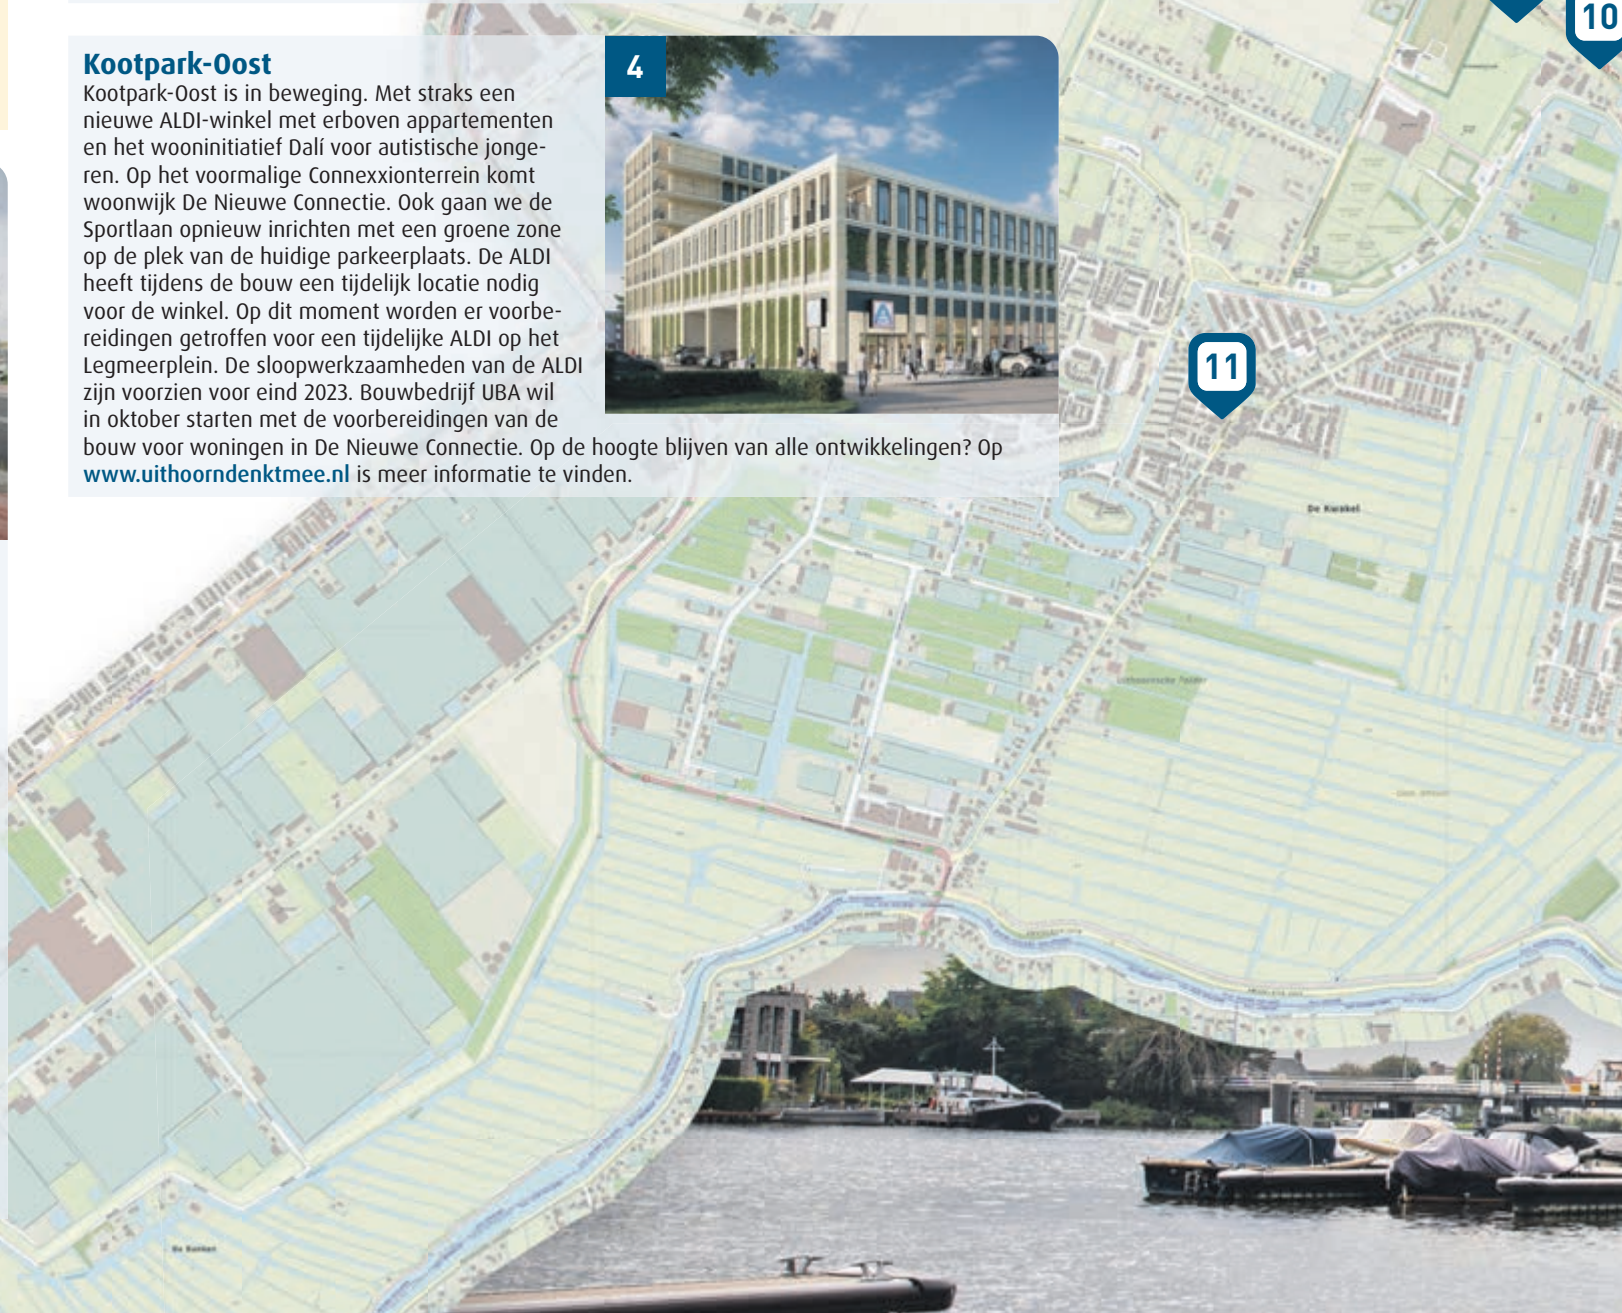 10
Kootpark-Oost
4
Kootpark-Oost is in beweging. Met straks een
nieuwe ALDI-winkel met erboven appartementen
en het wooninitiatief Dalí voor autistische jonge-
ren. Op het voormalige Connexxionterrein komt
woonwijk De Nieuwe Connectie. Ook gaan we de
Sportlaan opnieuw inrichten met een groene zone
op de plek van de huidige parkeerplaats. De ALDI
heeft tijdens de bouw een tijdelijk locatie nodig
voor de winkel. Op dit moment worden er voorbe-
reidingen getroffen voor een tijdelijke ALDI op het
Legmeerplein. De sloopwerkzaamheden van de ALDI
zijn voorzien voor eind 2023. Bouwbedrijf UBA wil
in oktober starten met de voorbereidingen van de
bouw voor woningen in De Nieuwe Connectie. Op de hoogte blijven van alle ontwikkelingen? Op
www.uithoorndenktmee.nl is meer informatie te vinden.
11
De Kwakel
Uithoornsche Polder